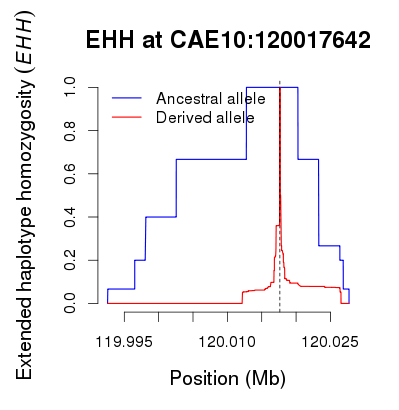 EHH at CAE10:120017642
Extended haplotype homozygosity (EHH)
1.0
0.8
0.6
0.4
0.2
0.0
Ancestral allele
Derived allele
119.995
120.010
120.025
Position (Mb)